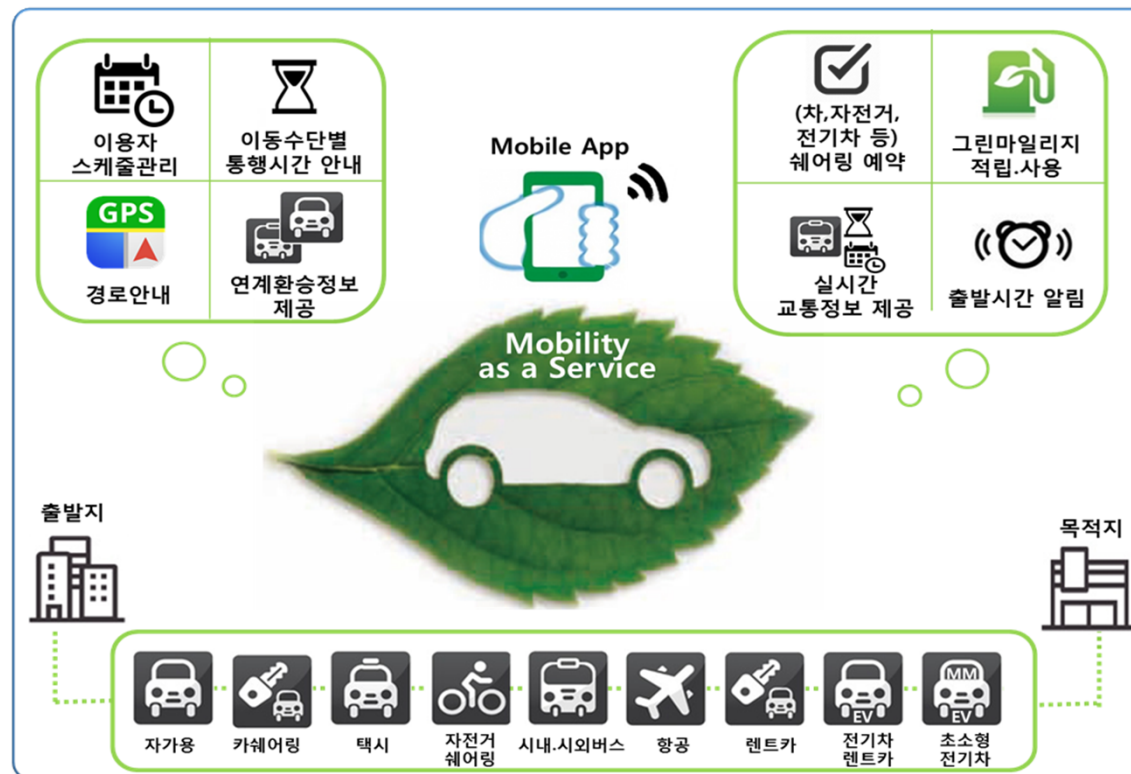 이용자
스케줄관리
이동수단별
통행시간 안내
GPS
경로안내
연계환승정보
제공
Mobile App
(차,자전거,
전기차 등)
쉐어링 예약
그린마일리지
적립.사용
실시간
교통정보 제공
출발시간 알림
Mobility
as a Service
출발지
목적지
EV
MM
EV
자가용
카쉐어링
택시
자전거
쉐어링
시내.시외버스
항공
렌트카
전기차
렌트카
초소형
전기차